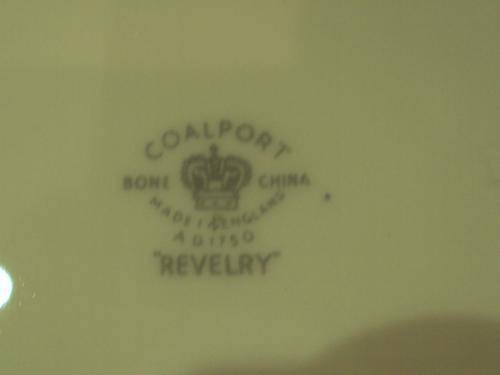 COALPORT
BONE CHINA
MADE IN ENGLAND
A D 1750
"REVELRY"